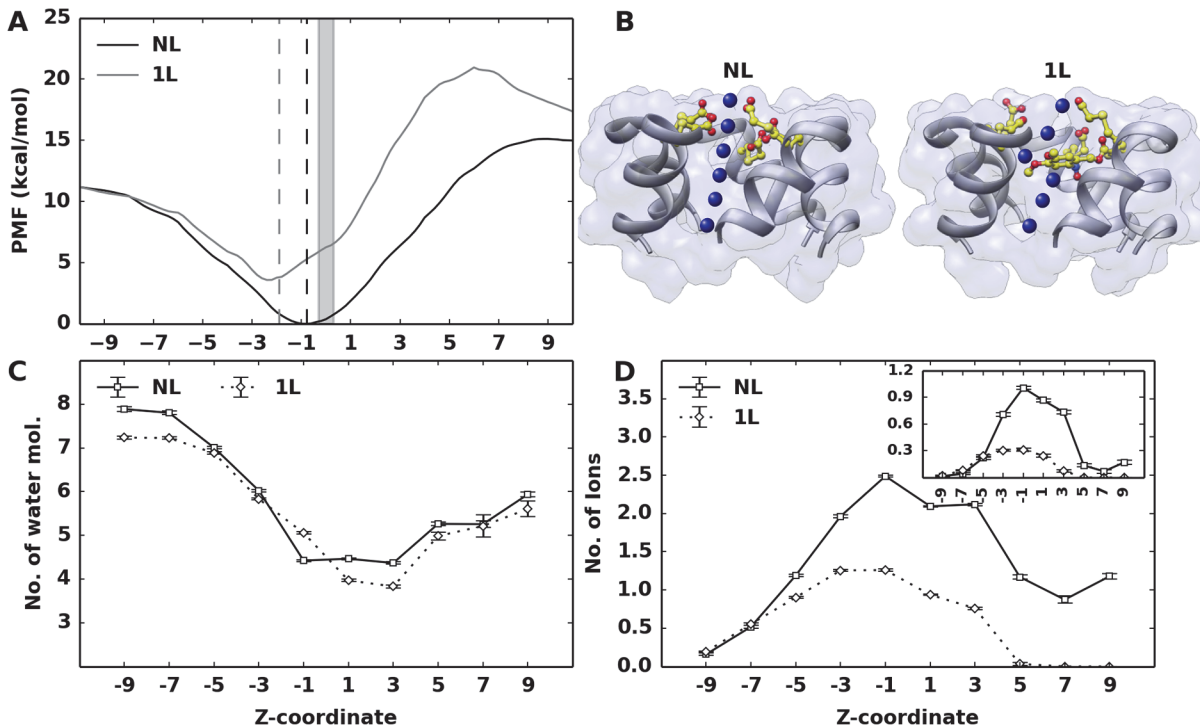 A
25
20
15
10
5
0
PMF (kcal/mol)
NL
1L
−9 −7 −5 −3 −1 1 3 5 7 9
B
NL 1L
C
NL 1L
8
7
6
5
4
3
No. of water mol.
-9 -7 -5 -3 -1 1 3 5 7 9
Z-coordinate
D
NL
1L
3.5
3.0
2.5
2.0
1.5
1.0
0.5
0.0
No. of Ions
1.2
0.9
0.6
0.3
-9 -7 -5 -3 -1 1 3 5 7 9
-9 -7 -5 -3 -1 1 3 5 7 9
Z-coordinate